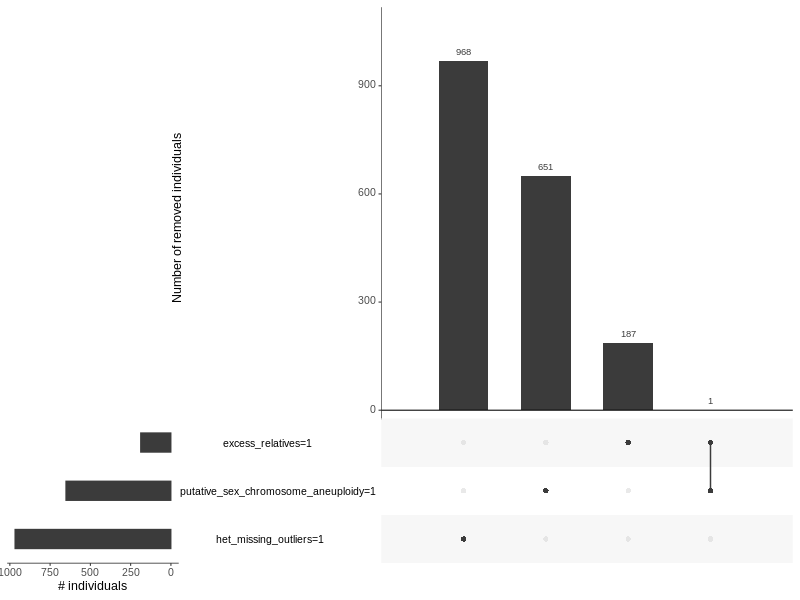 Number of removed individuals
900
600
300
0
968
651
187
1
excess_relatives=1
putative_sex_chromosome_aneuploidy=1
het_missing_outliers=1
1000 750 500 250 0
# individuals